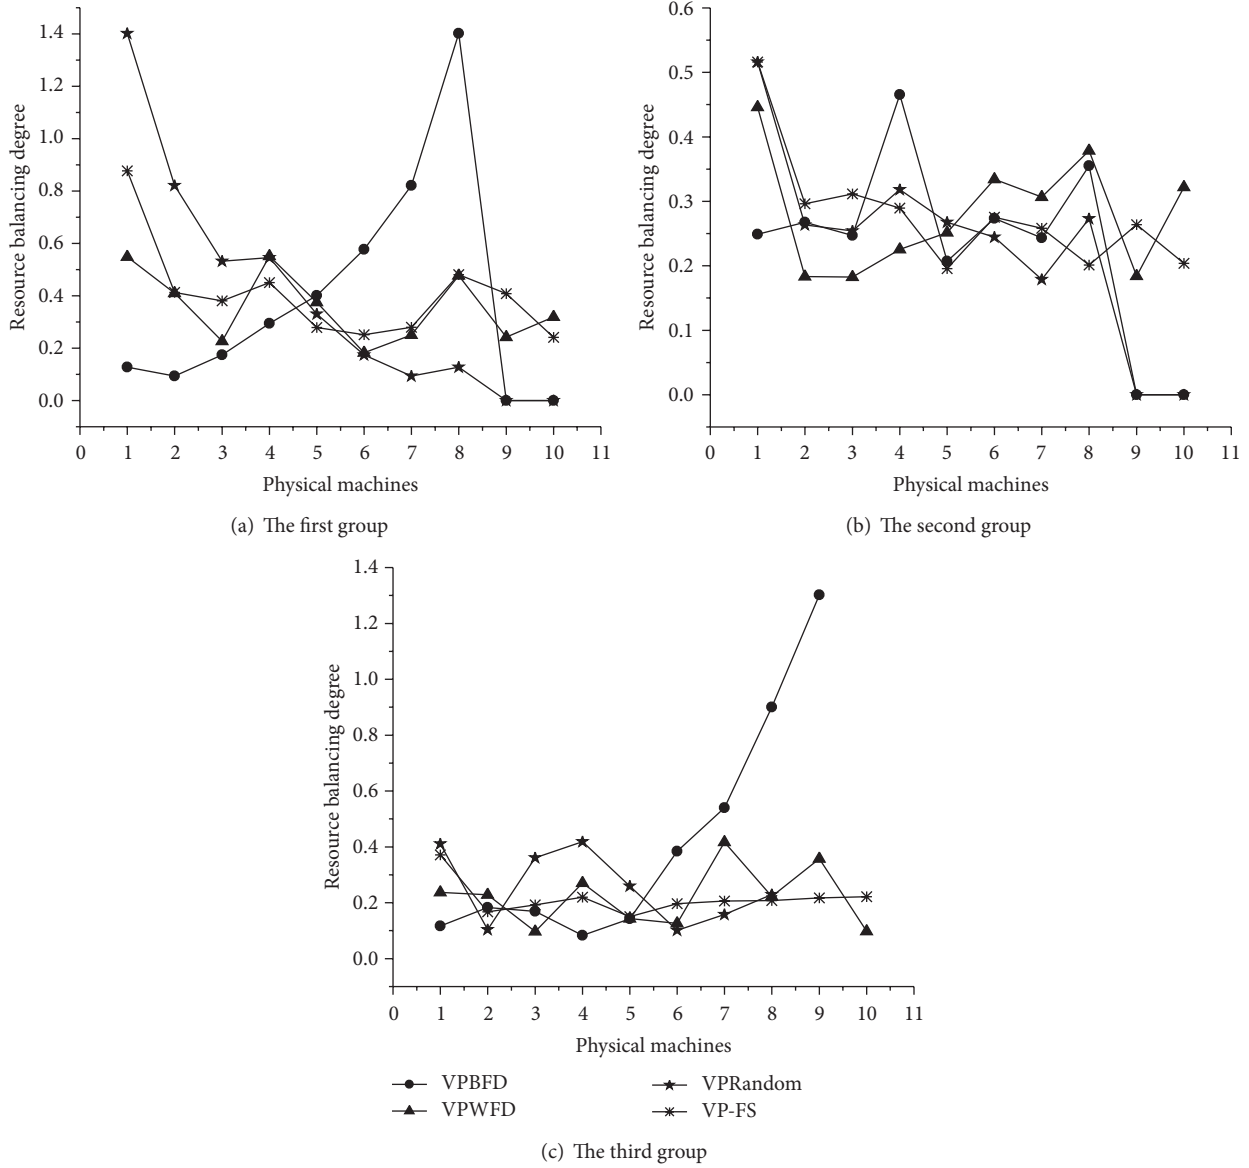 1.4
1.2
1.0
0.8
0.6
0.4
0.2
0.0
Resource balancing degree
0 1 2 3 4 5 6 7 8 9 10 11
Physical machines
(a) The first group
0.6
0.5
0.4
0.3
0.2
0.1
0.0
Resource balancing degree
0 1 2 3 4 5 6 7 8 9 10 11
Physical machines
(b) The second group
1.4
1.2
1.0
0.8
0.6
0.4
0.2
0.0
Resource balancing degree
0 1 2 3 4 5 6 7 8 9 10 11
Physical machines
VPBFD VPRandom
VPWFD VP-FS
(c) The third group